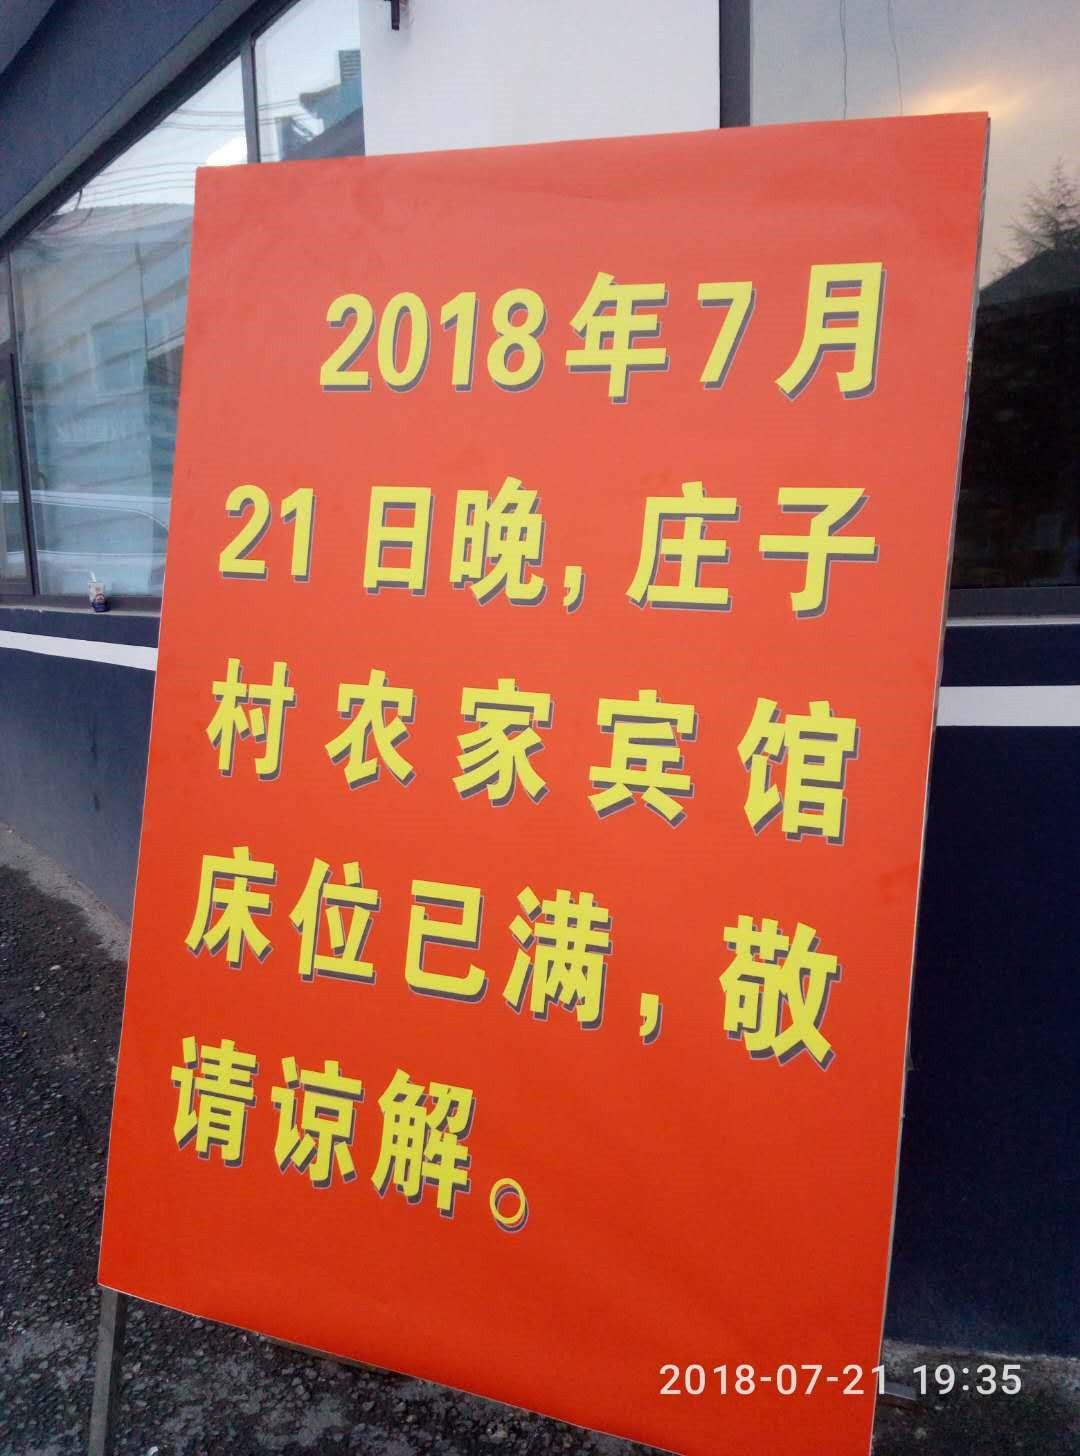 2018年7月
21日晚,庄子
村农家宾馆
床位已满,敬
请谅解。
2018-07-21 19:35